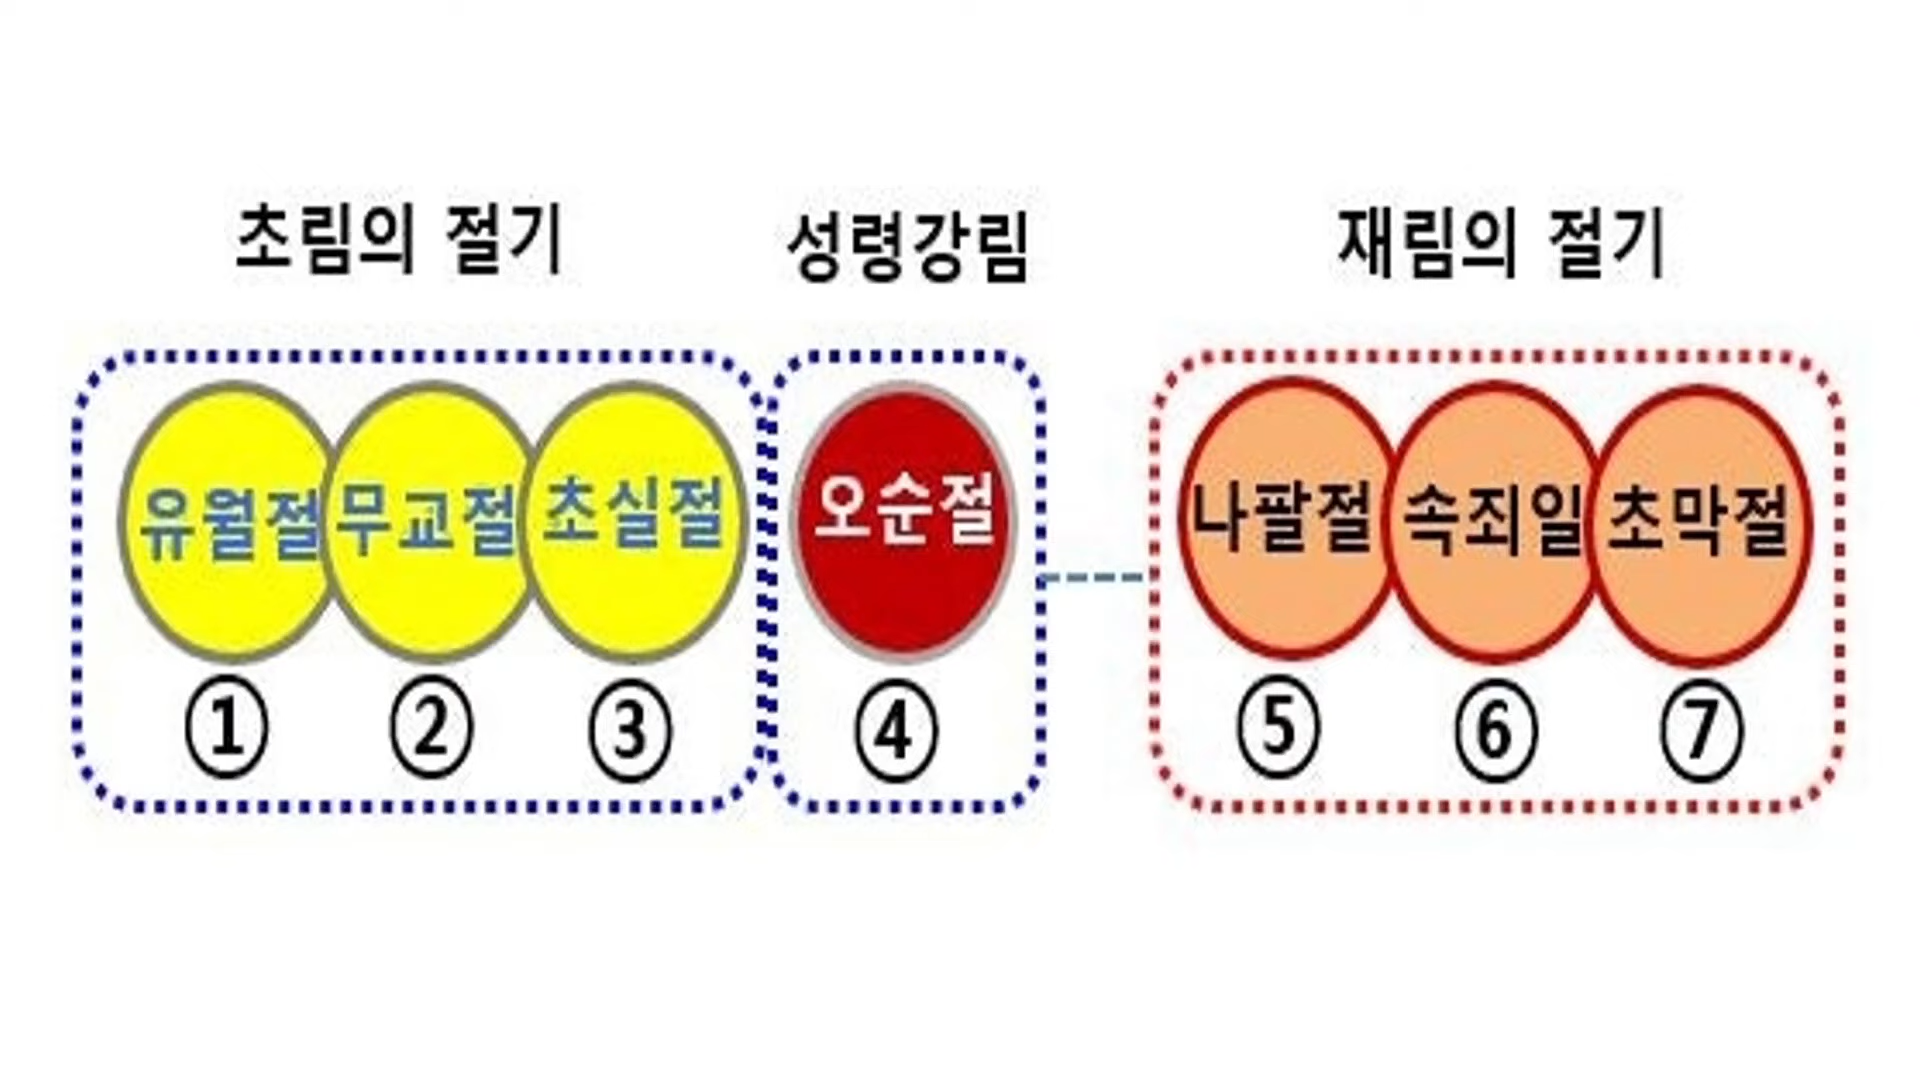 초림의 절기 성령강림 재림의 절기
유월절 무교절 초실절 오순절 나팔절 속죄일 초막절
① ② ③ ④ ⑤ ⑥ ⑦